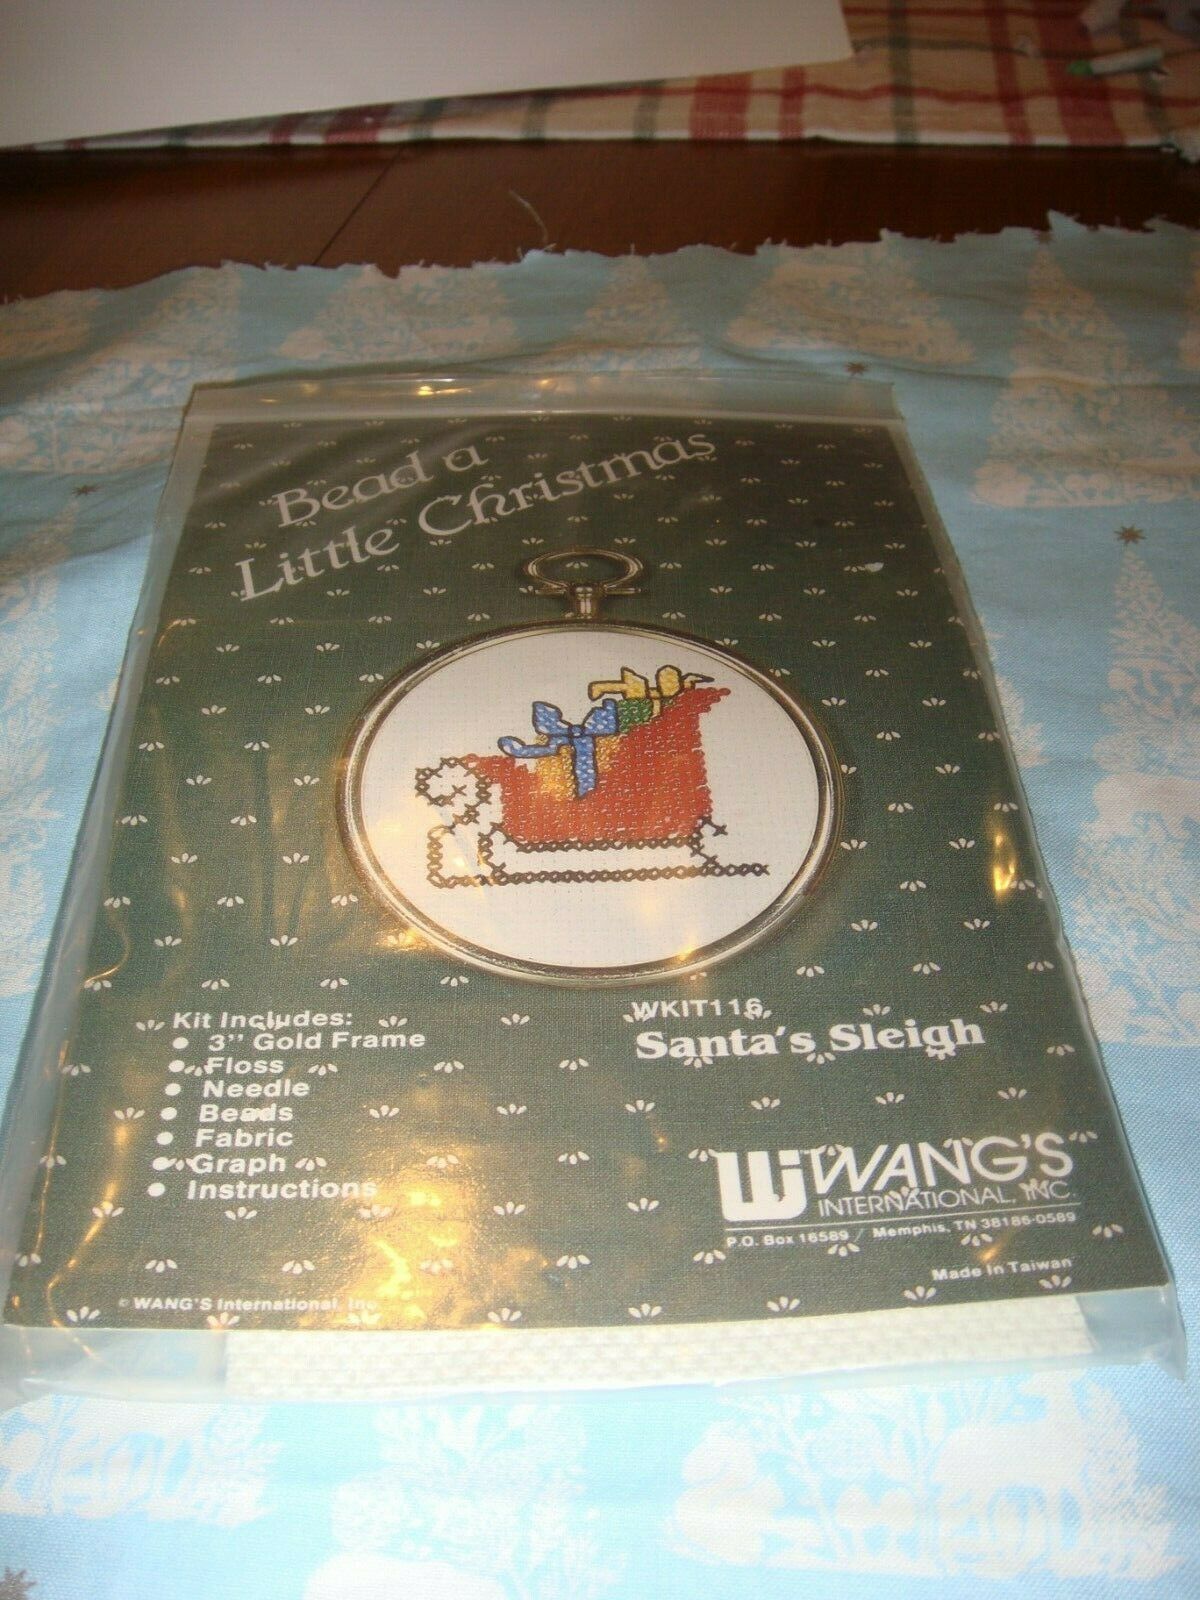 Bead a
Little Christmas
Kit Includes:
• 3" Gold Frame
• Floss
• Needle
• Beads
• Fabric
• Graph
• Instructions
WKIT116
Santa's Sleigh
WANG'S
INTERNATIONAL, INC.
P.O. Box 16589 / Memphis, TN 38186-0589
Made In Taiwan
© WANG'S International, Inc.